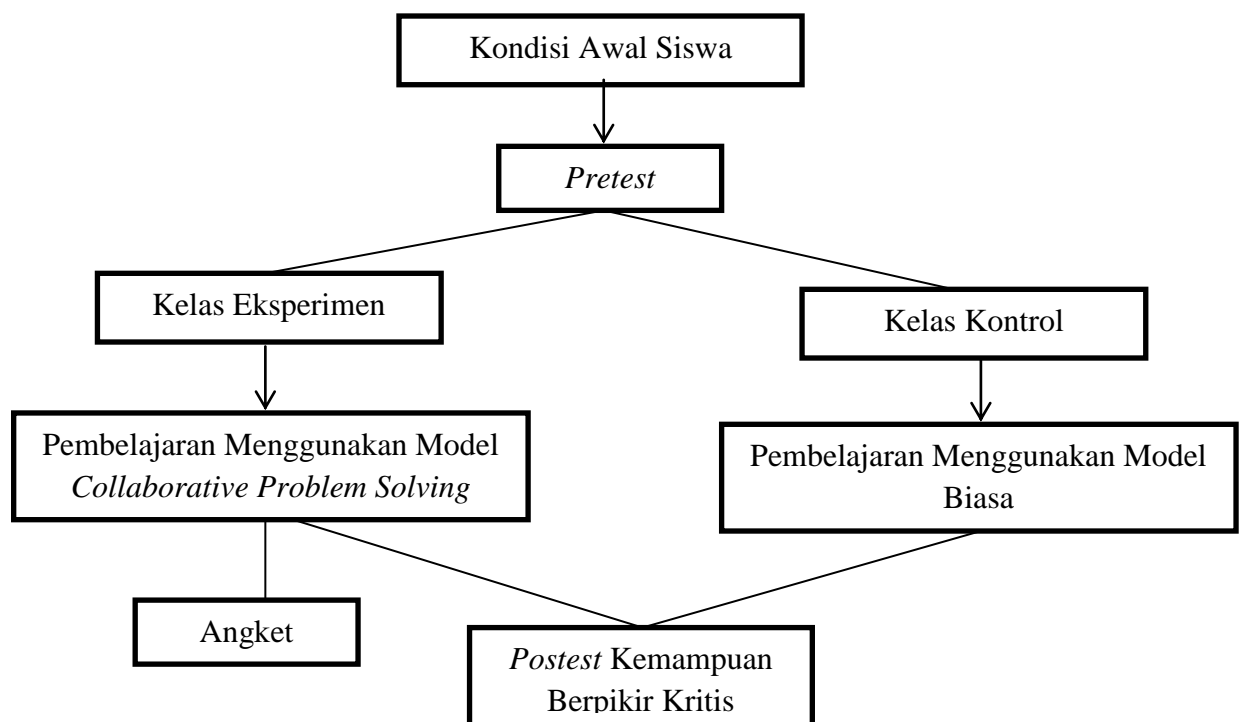 Kondisi Awal Siswa
Pretest
Kelas Eksperimen
Kelas Kontrol
Pembelajaran Menggunakan Model
Collaborative Problem Solving
Pembelajaran Menggunakan Model
Biasa
Angket
Postest Kemampuan
Berpikir Kritis